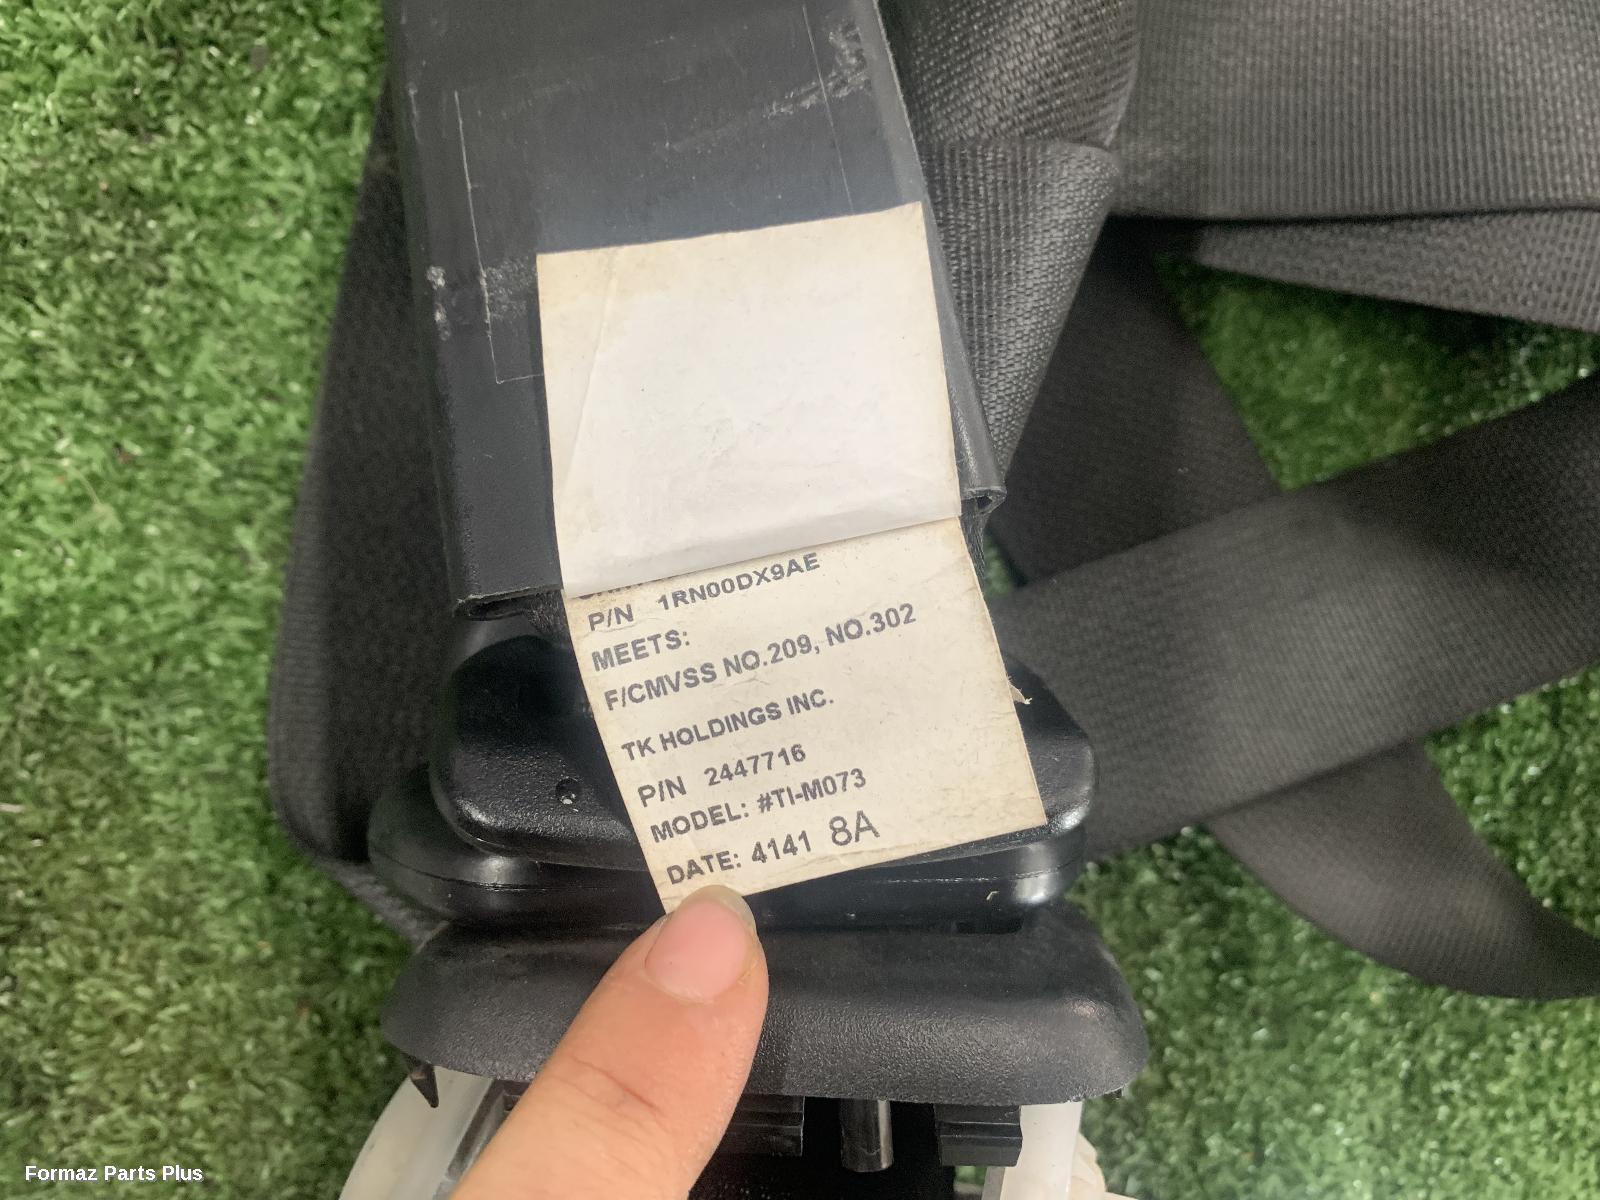 P/N 1RN00DX9AE
MEETS:
F/CMVSS NO.209, NO.302
TK HOLDINGS INC.
P/N 2447716
MODEL: #TI-M073
DATE: 4141 8A
Formaz Parts Plus